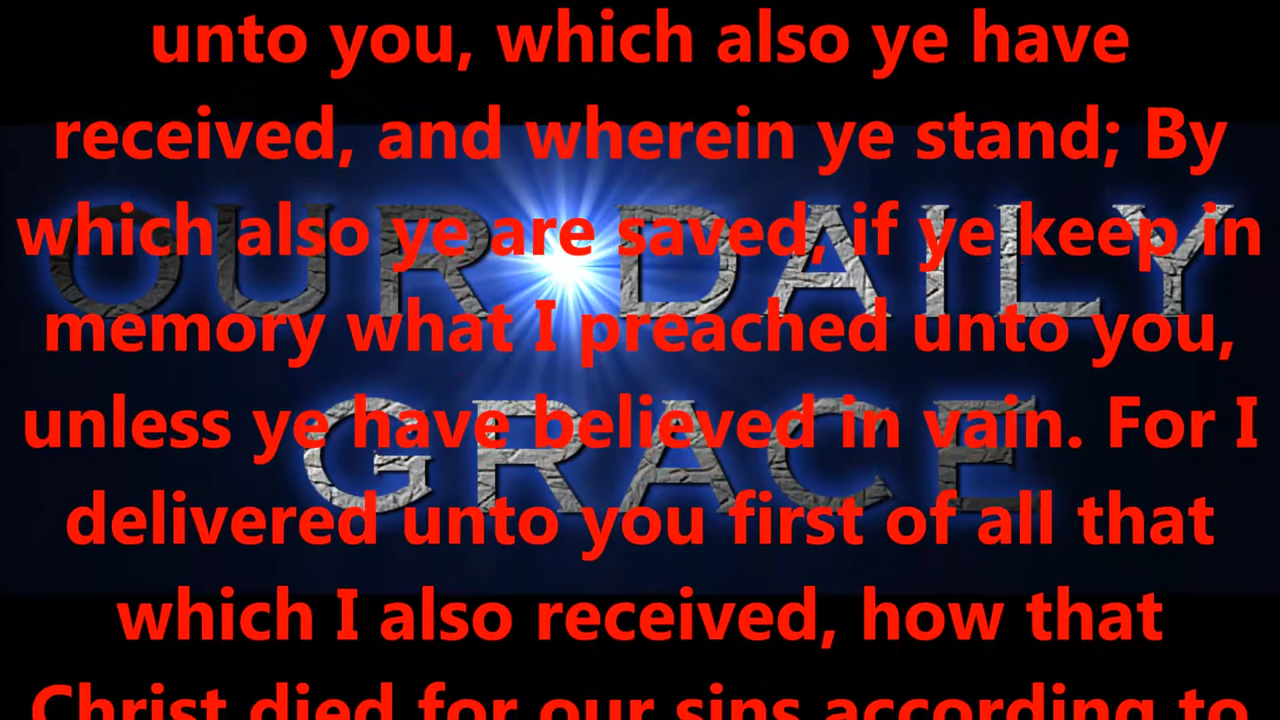 unto you, which also ye have
received, and wherein ye stand; By
which also ye are saved, if ye keep in
memory what I preached unto you,
unless ye have believed in vain. For I
delivered unto you first of all that
which I also received, how that
Christ died for our sins according to
OUR DAILY
GRACE